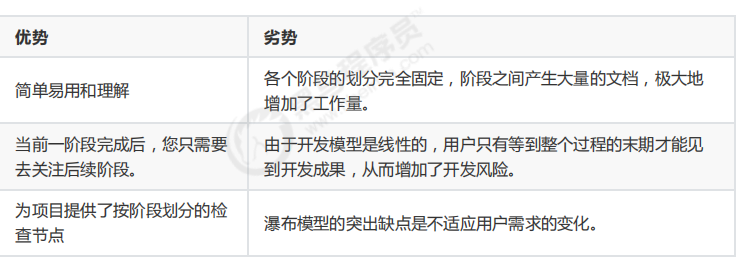 优势
劣势
简单易用和理解
各个阶段的划分完全固定，阶段之间产生大量的文档，极大地
增加了工作量。
当前一阶段完成后，您只需要
去关注后续阶段。
由于开发模型是线性的，用户只有等到整个过程的末期才能见
到开发成果，从而增加了开发风险。
为项目提供了按阶段划分的检
查节点
瀑布模型的突出缺点是不适应用户需求的变化。